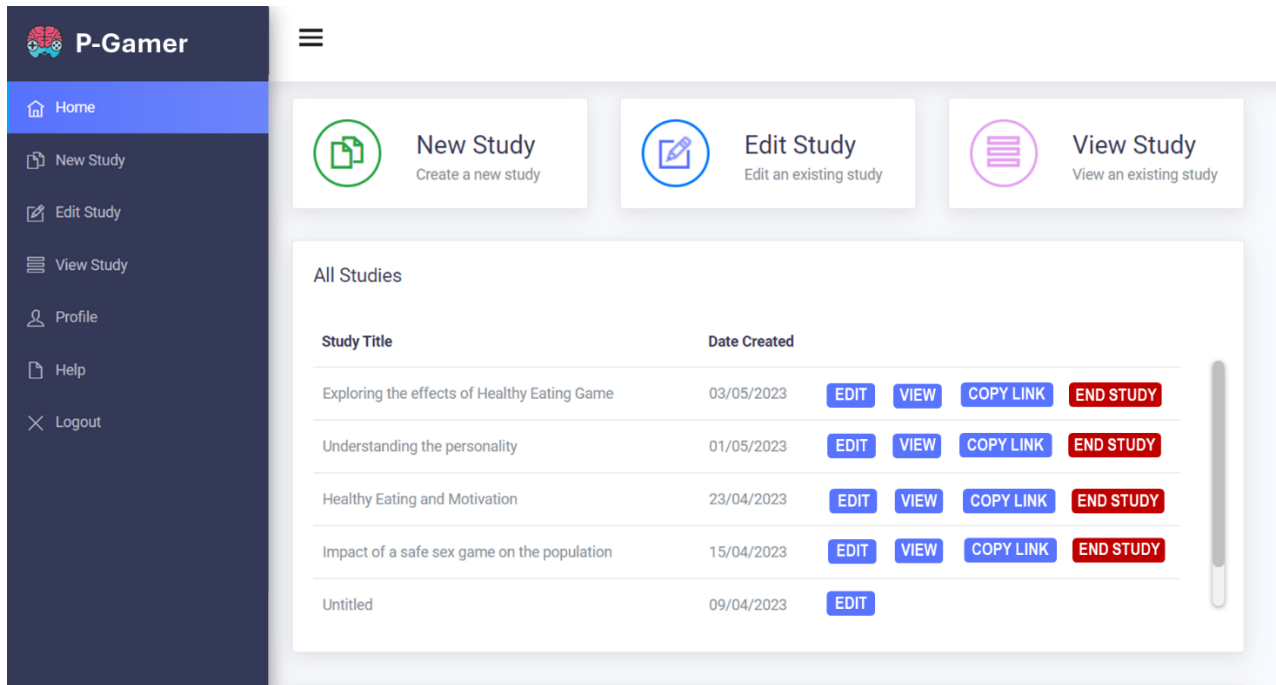 P-Gamer
Home
New Study
Edit Study
View Study
Profile
Help
Logout
New Study
Create a new study
Edit Study
Edit an existing study
View Study
View an existing study
All Studies
Study Title Date Created
Exploring the effects of Healthy Eating Game 03/05/2023 EDIT VIEW COPY LINK END STUDY
Understanding the personality 01/05/2023 EDIT VIEW COPY LINK END STUDY
Healthy Eating and Motivation 23/04/2023 EDIT VIEW COPY LINK END STUDY
Impact of a safe sex game on the population 15/04/2023 EDIT VIEW COPY LINK END STUDY
Untitled 09/04/2023 EDIT